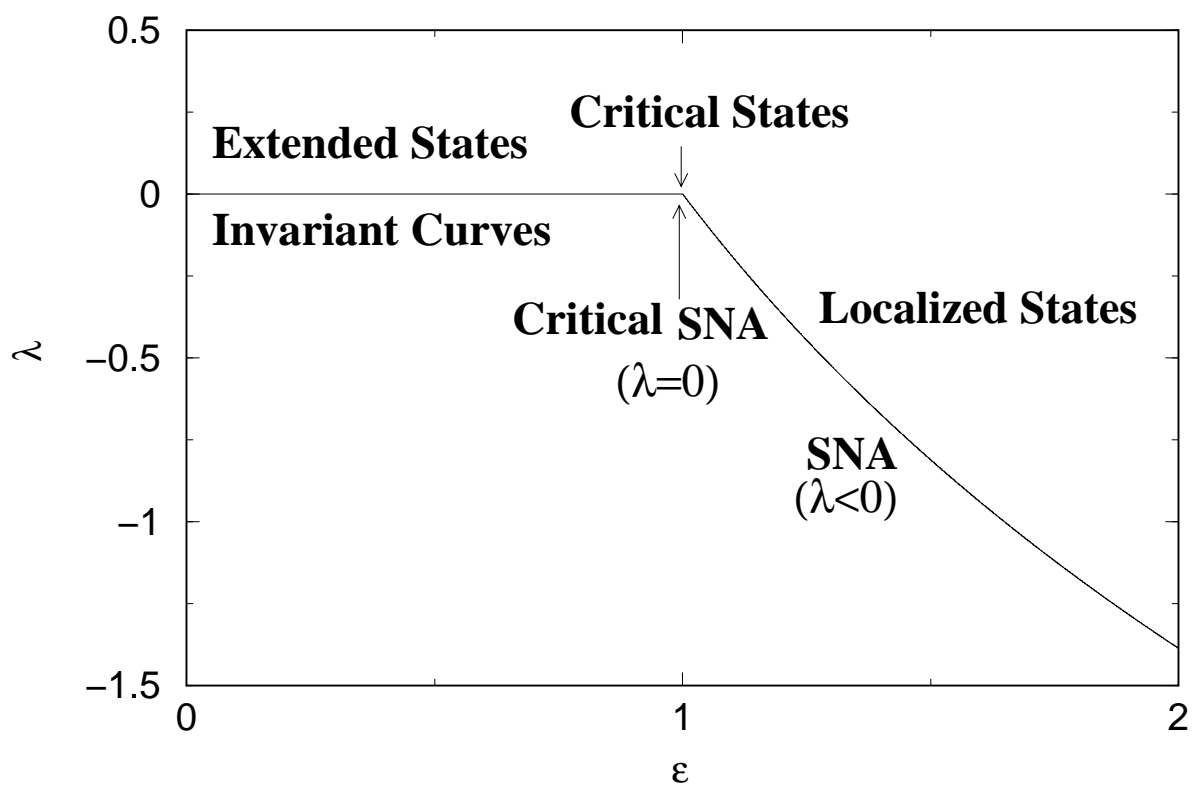 0.5
Critical States
Extended States
0
Invariant Curves
Critical SNA
Localized States
(λ=0)
λ
−0.5
SNA
(λ<0)
−1
−1.5
0
1
2
ε